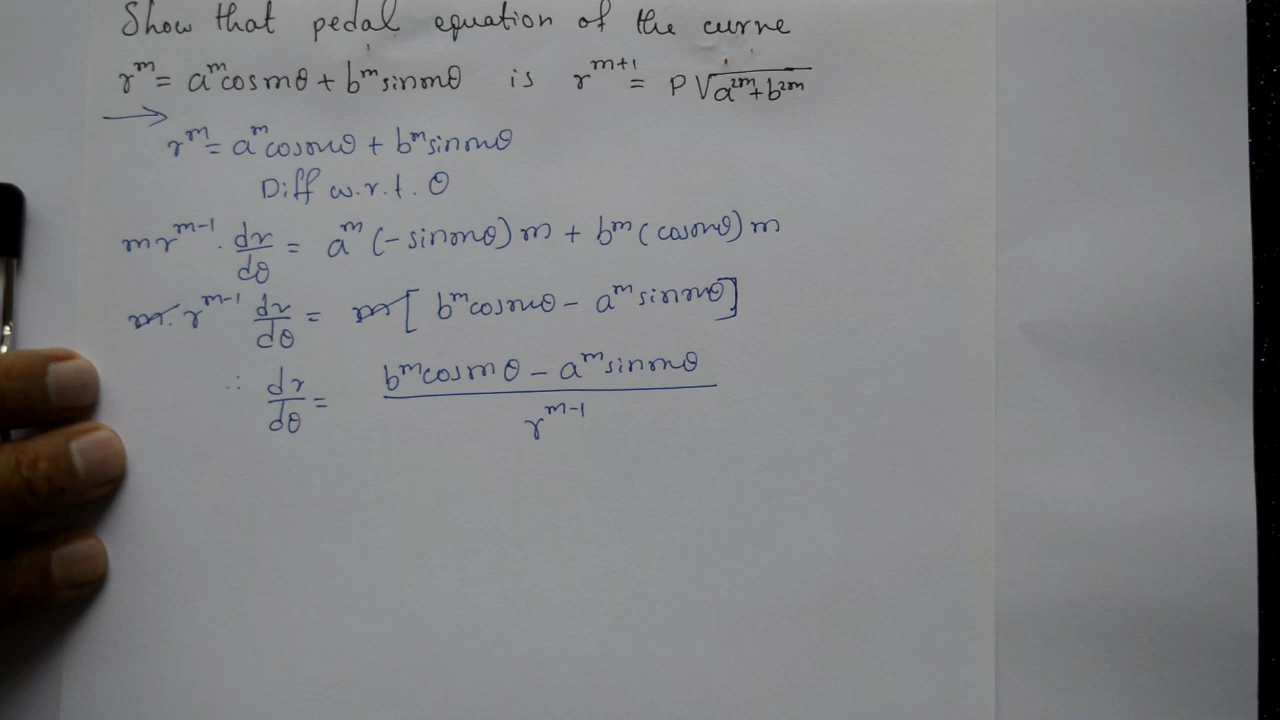 Show that pedal equation of the curve
r^m = a^m cos mθ + b^m sin mθ is r^{m+1} = P √(a^{2m} + b^{2m})
→ r^m = a^m cos mθ + b^m sin mθ
Diff w.r.t. θ
m r^{m-1} · dr/dθ = a^m (- sin mθ) m + b^m (cos mθ) m
m · r^{m-1} dr/dθ = m [ b^m cos mθ - a^m sin mθ ]
∴ dr/dθ = (b^m cos m θ - a^m sin mθ) / r^{m-1}